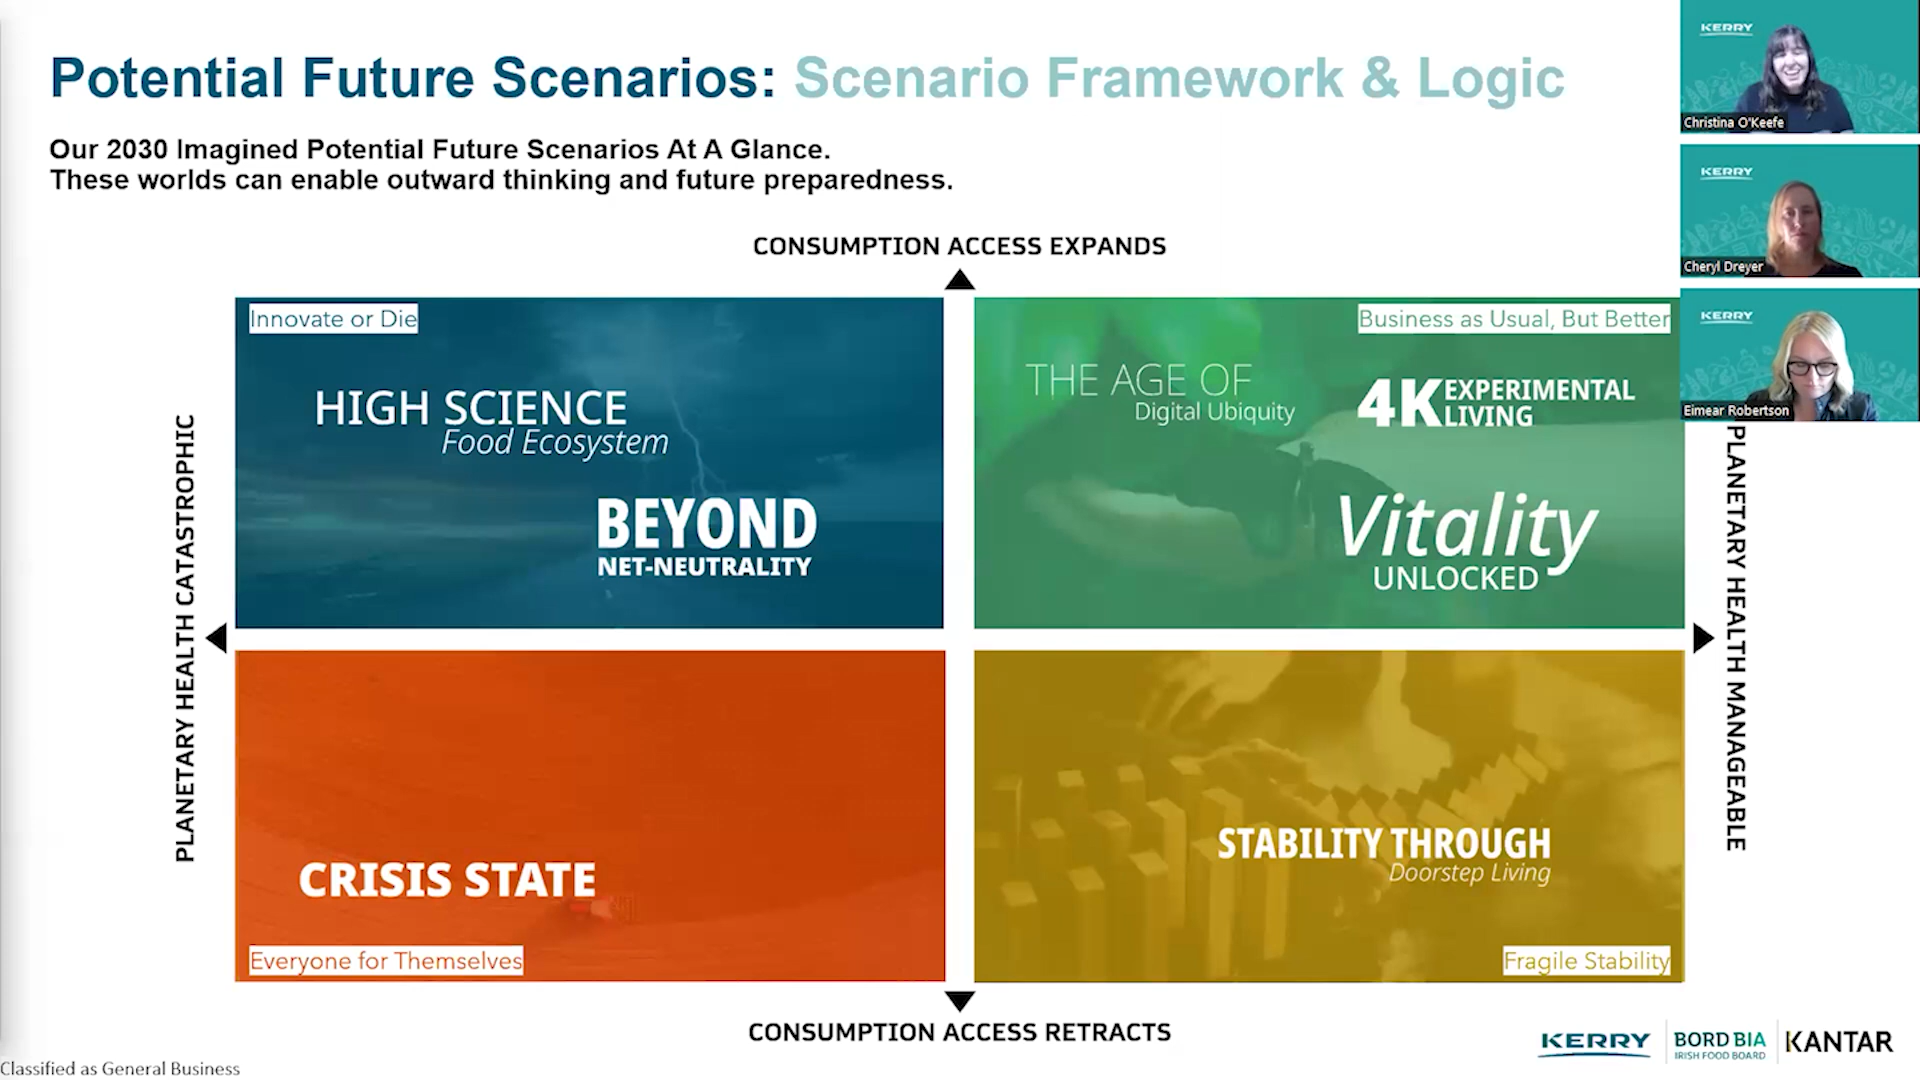 Potential Future Scenarios: Scenario Framework & Logic
Our 2030 Imagined Potential Future Scenarios At A Glance.
These worlds can enable outward thinking and future preparedness.
CONSUMPTION ACCESS EXPANDS
PLANETARY HEALTH CATASTROPHIC
Innovate or Die
HIGH SCIENCE
Food Ecosystem
BEYOND
NET-NEUTRALITY
Business as Usual, But Better
THE AGE OF
Digital Ubiquity
4K EXPERIMENTAL
LIVING
Vitality
UNLOCKED
PLANETARY HEALTH MANAGEABLE
CRISIS STATE
Everyone for Themselves
STABILITY THROUGH
Doorstep Living
Fragile Stability
CONSUMPTION ACCESS RETRACTS
KERRY
Christina O'Keefe
KERRY
Cheryl Dreyer
KERRY
Eimear Robertson
KERRY
BORD BIA
IRISH FOOD BOARD
KANTAR
Classified as General Business